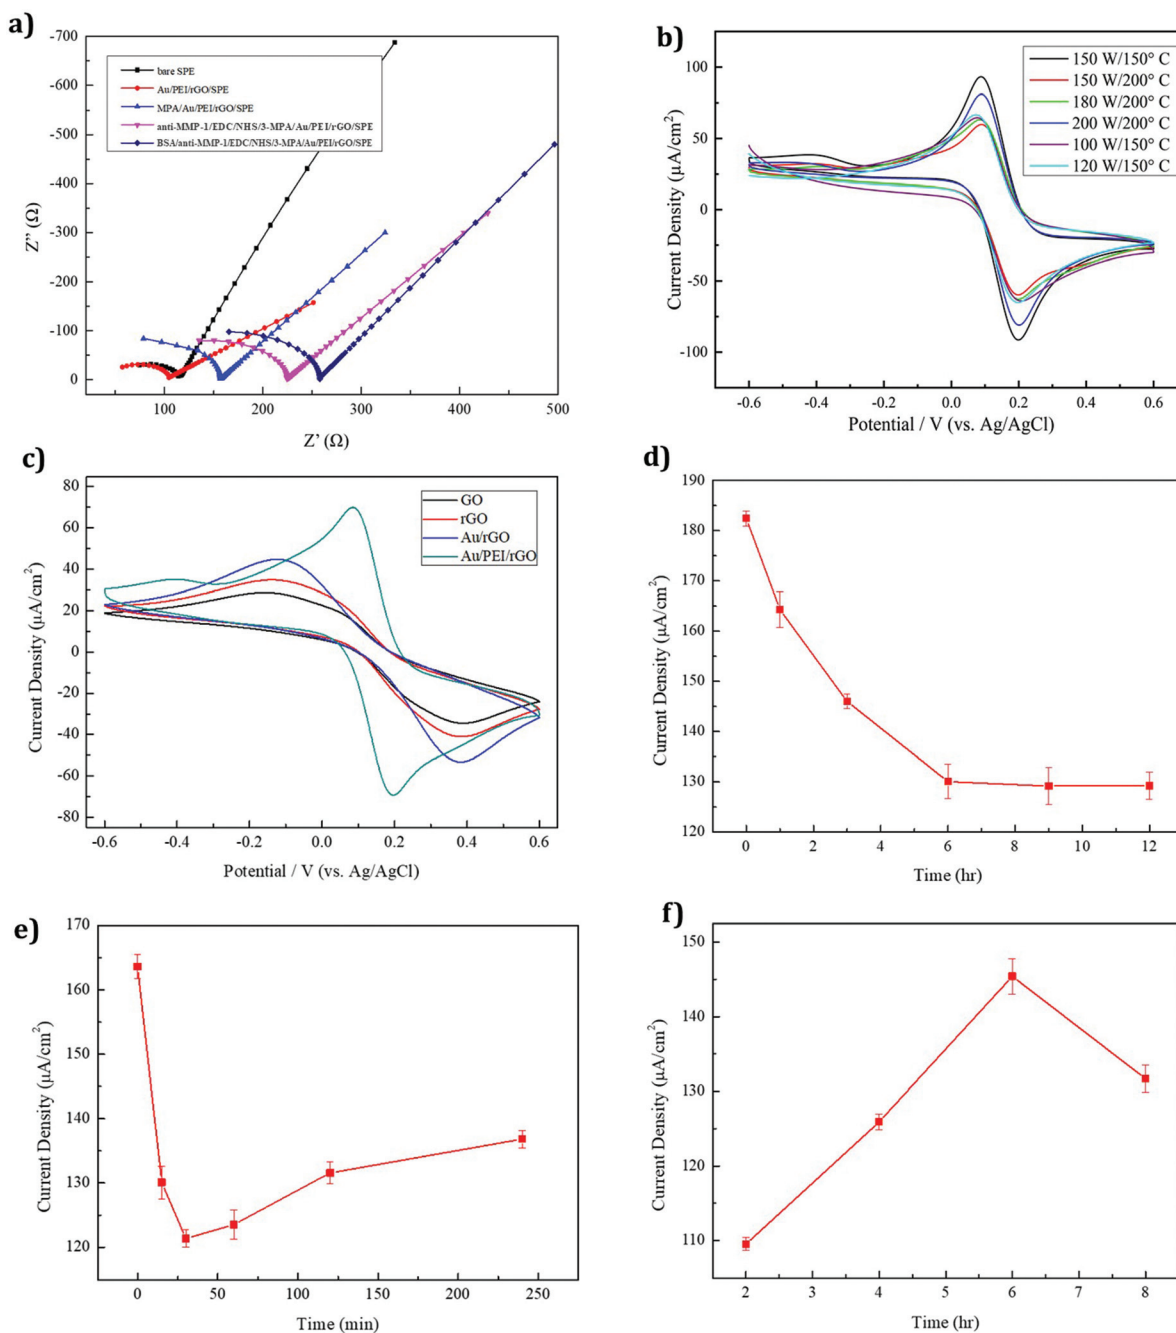 a)
-700
-600
-500
-400
-300
-200
-100
0
Z'' (Ω)
bare SPE
Au/PEI/rGO/SPE
MPA/Au/PEI/rGO/SPE
anti-MMP-1/EDC/NHS/3-MPA/Au/PEI/rGO/SPE
BSA/anti-MMP-1/EDC/NHS/3-MPA/Au/PEI/rGO/SPE
100 200 300 400 500
Z' (Ω)
b)
100
50
0
-50
-100
Current Density (μA/cm²)
150 W/150° C
150 W/200° C
180 W/200° C
200 W/200° C
100 W/150° C
120 W/150° C
-0.6 -0.4 -0.2 0.0 0.2 0.4 0.6
Potential / V (vs. Ag/AgCl)
c)
80
60
40
20
0
-20
-40
-60
-80
Current Density (μA/cm²)
GO
rGO
Au/rGO
Au/PEI/rGO
-0.6 -0.4 -0.2 0.0 0.2 0.4 0.6
Potential / V (vs. Ag/AgCl)
d)
190
180
170
160
150
140
130
120
Current Density (μA/cm²)
0 2 4 6 8 10 12
Time (hr)
e)
170
160
150
140
130
120
Current Density (μA/cm²)
0 50 100 150 200 250
Time (min)
f)
150
140
130
120
110
Current Density (μA/cm²)
2 3 4 5 6 7 8
Time (hr)